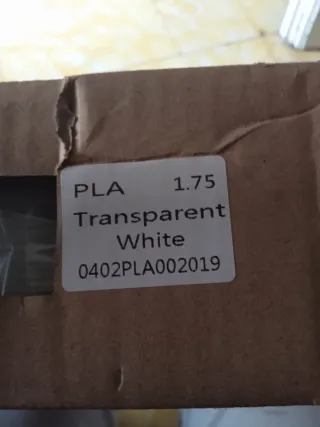 PLA 1.75
Transparent
White
0402PLA002019